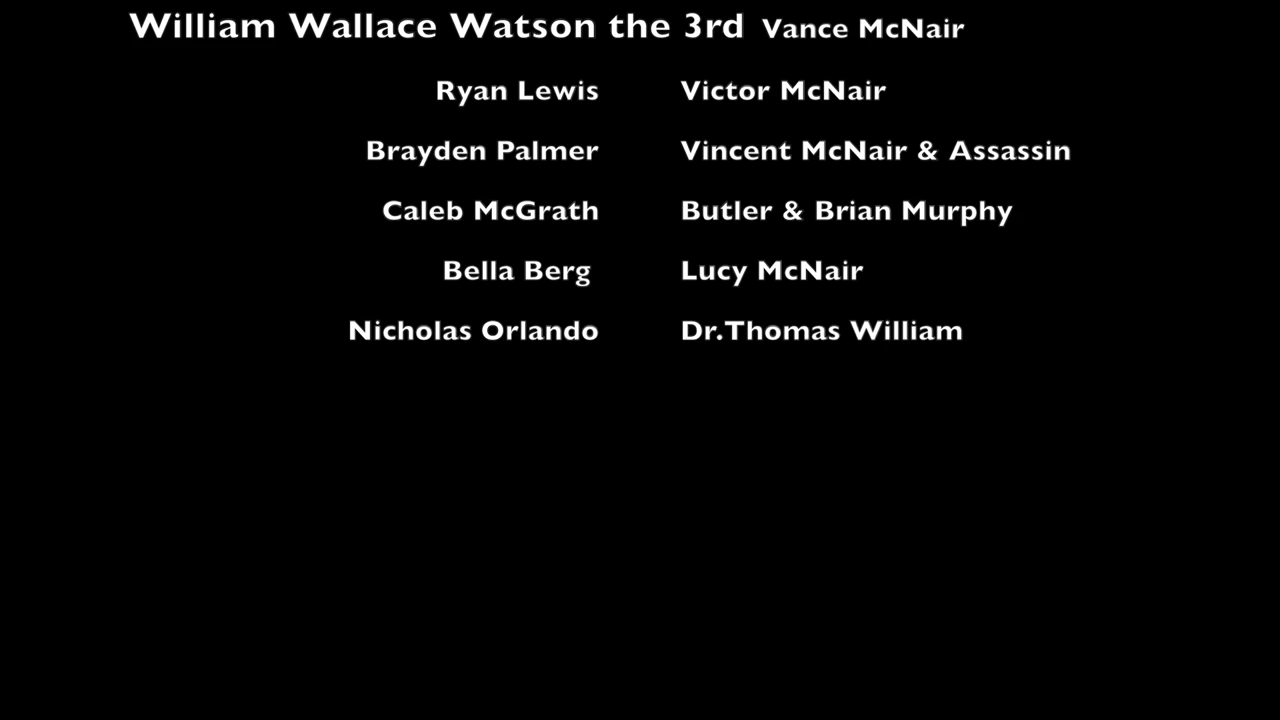 William Wallace Watson the 3rd Vance McNair
Ryan Lewis Victor McNair
Brayden Palmer Vincent McNair & Assassin
Caleb McGrath Butler & Brian Murphy
Bella Berg Lucy McNair
Nicholas Orlando Dr.Thomas William